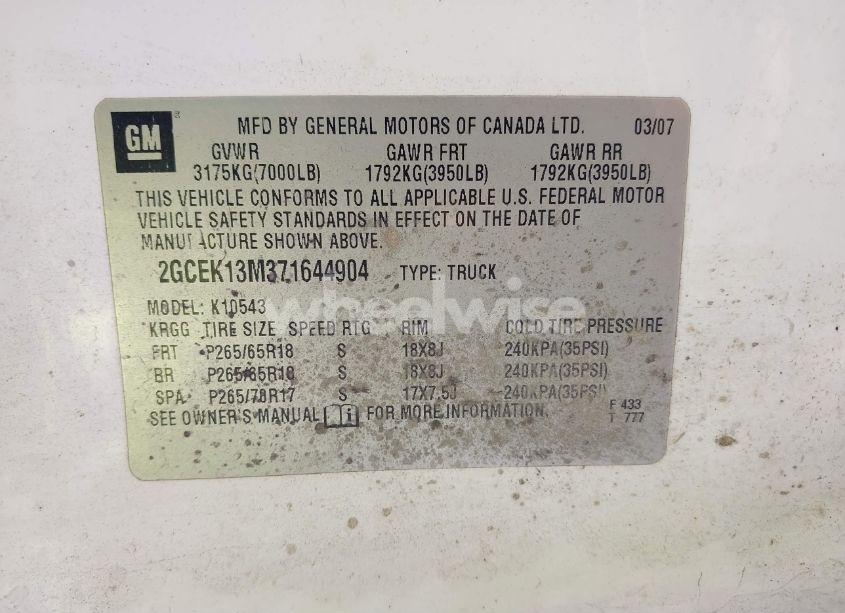 GM
MFD BY GENERAL MOTORS OF CANADA LTD. 03/07
GVWR GAWR FRT GAWR RR
3175KG(7000LB) 1792KG(3950LB) 1792KG(3950LB)
THIS VEHICLE CONFORMS TO ALL APPLICABLE U.S. FEDERAL MOTOR
VEHICLE SAFETY STANDARDS IN EFFECT ON THE DATE OF
MANUFACTURE SHOWN ABOVE.
2GCEK13M371644904 TYPE: TRUCK
wheelwise
MODEL: K10543
KRGG TIRE SIZE SPEED RTG RIM COLD TIRE PRESSURE
FRT P265/65R18 S 18X8J 240KPA(35PSI)
BR P265/65R18 S 18X8J 240KPA(35PSI)
SPA P265/70R17 S 17X7.5J 240KPA(35PSI)
SEE OWNER'S MANUAL FOR MORE INFORMATION.
F 433
T 777